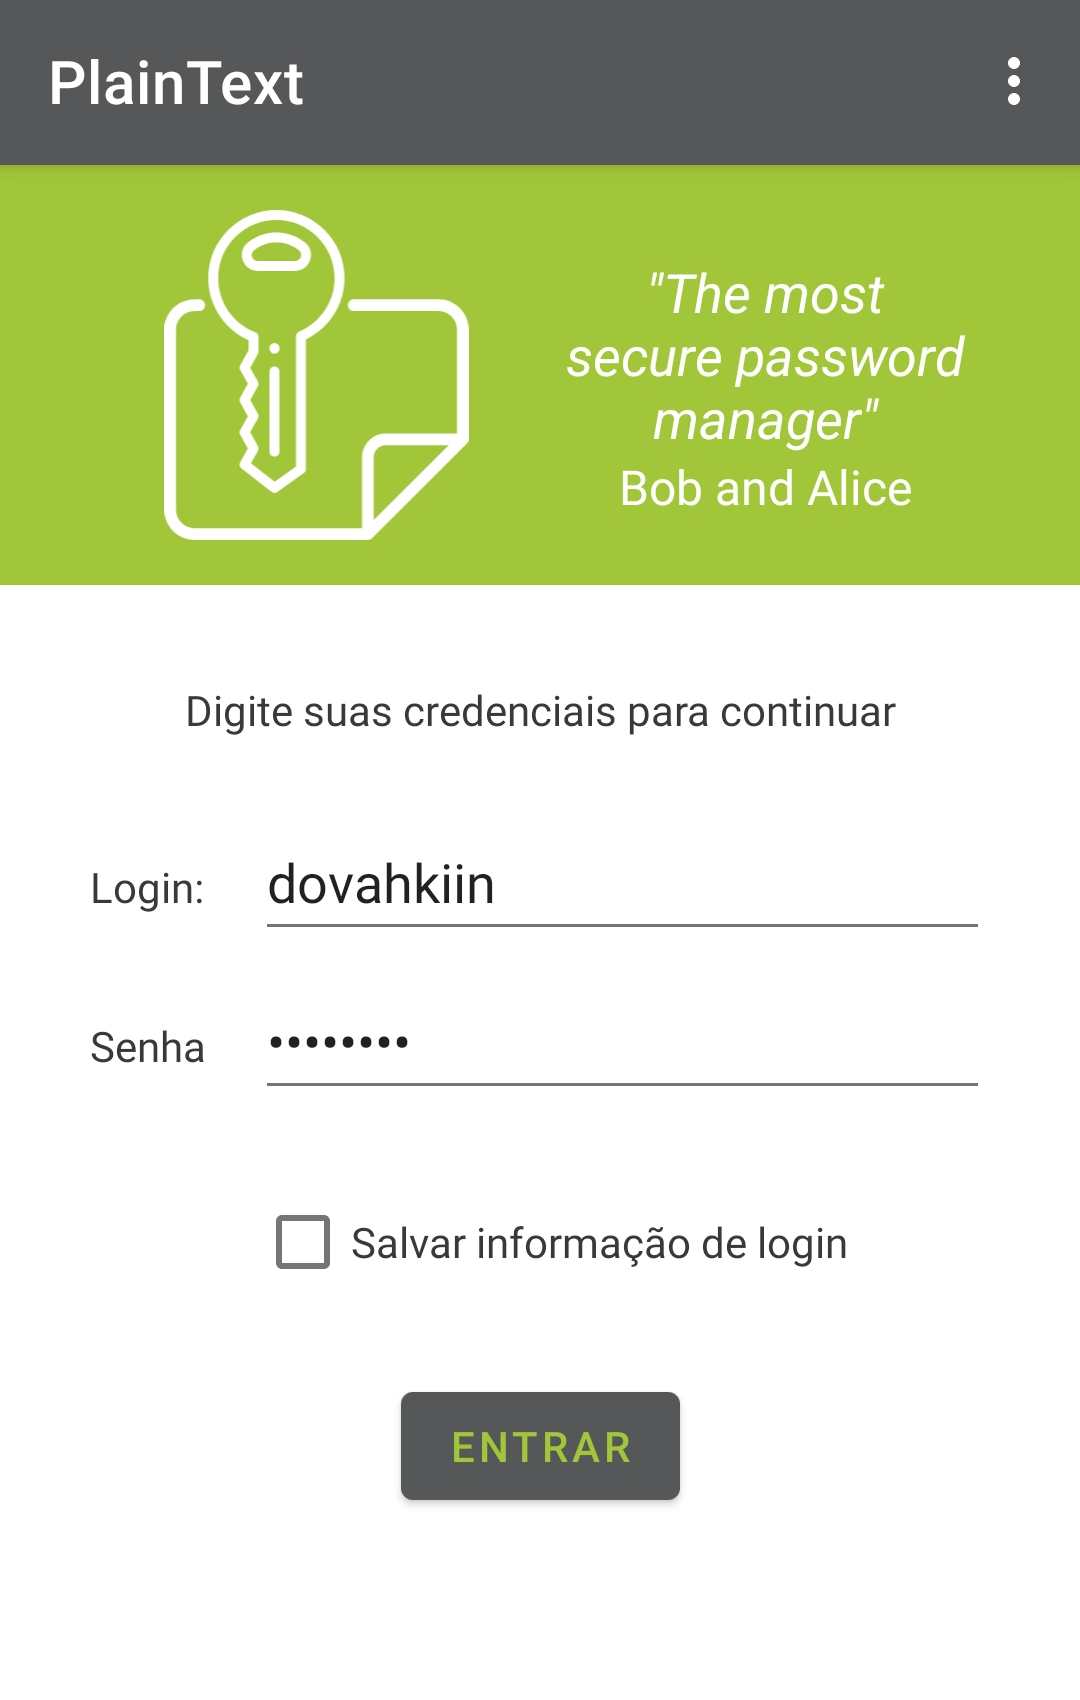 PlainText
"The most
secure password
manager"
Bob and Alice
Digite suas credenciais para continuar
Login: dovahkiin
Senha ••••••••
Salvar informação de login
ENTRAR